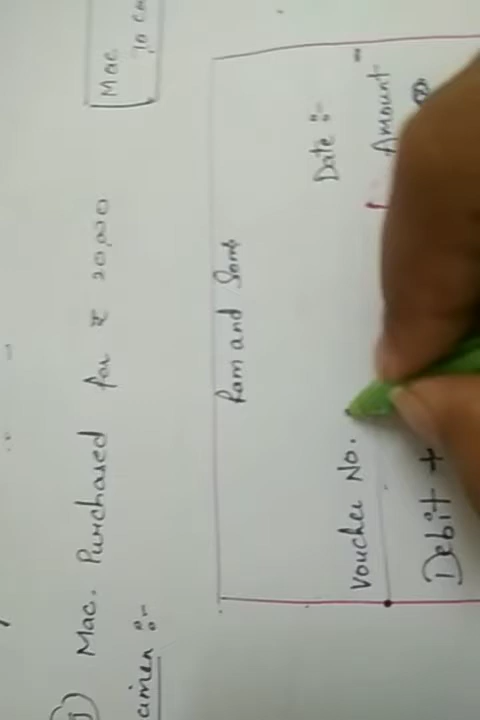 Mac. Purchased for ₹ 20,000
Mac.
Ram and Sons
Voucher No.
Date :-
Amount
Debit